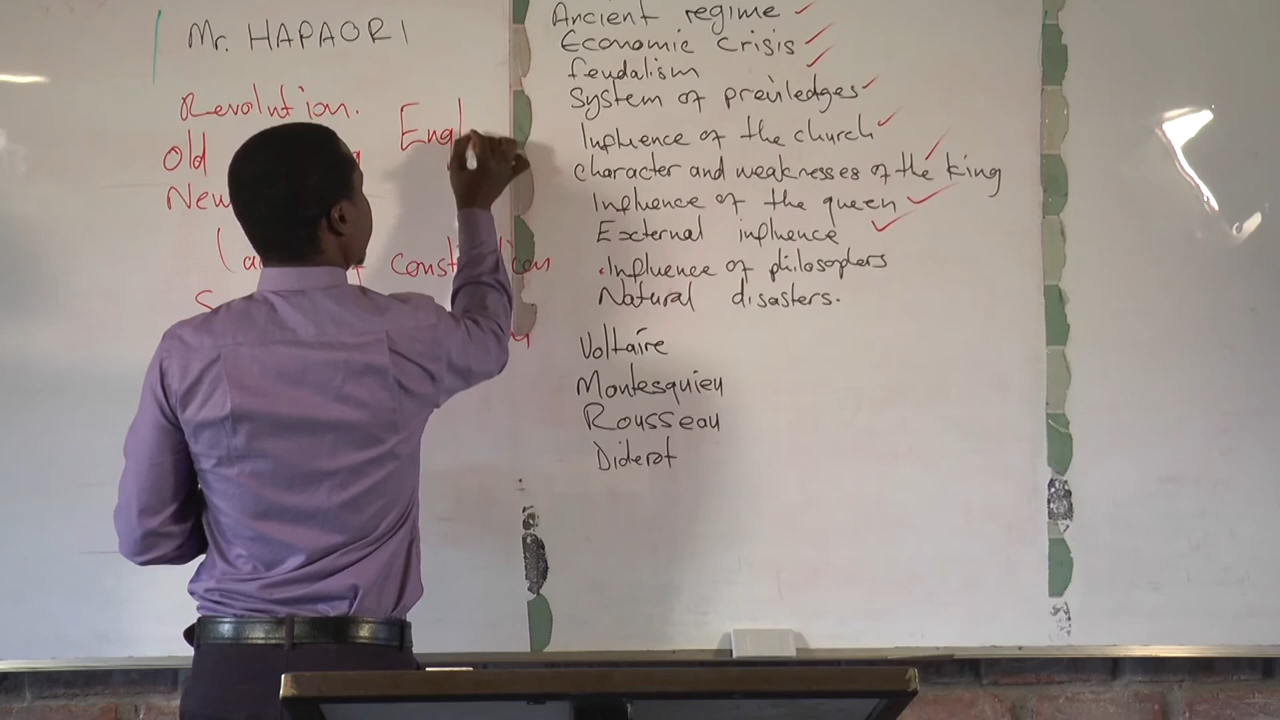 Mr. HAPAORI
Revolution.
Old
Engl
New
constition
Ancient regime
Economic crisis
feudalism
System of previledges
Influence of the church
character and weaknesses of the king
Influence of the queen
External influence
Influence of philosophers
Natural disasters.
Voltaire
Montesquieu
Rousseau
Diderot